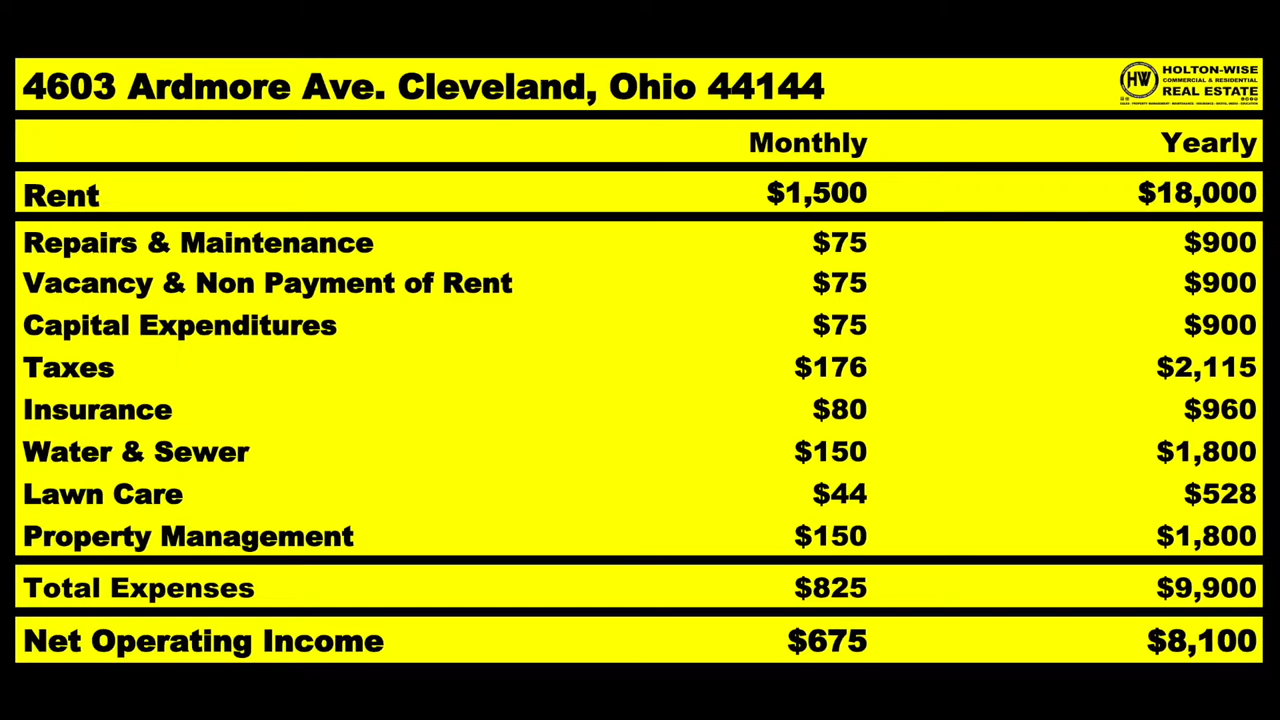 4603 Ardmore Ave. Cleveland, Ohio 44144
HOLTON-WISE
COMMERCIAL & RESIDENTIAL
REAL ESTATE
HW
Monthly Yearly
Rent $1,500 $18,000
Repairs & Maintenance $75 $900
Vacancy & Non Payment of Rent $75 $900
Capital Expenditures $75 $900
Taxes $176 $2,115
Insurance $80 $960
Water & Sewer $150 $1,800
Lawn Care $44 $528
Property Management $150 $1,800
Total Expenses $825 $9,900
Net Operating Income $675 $8,100